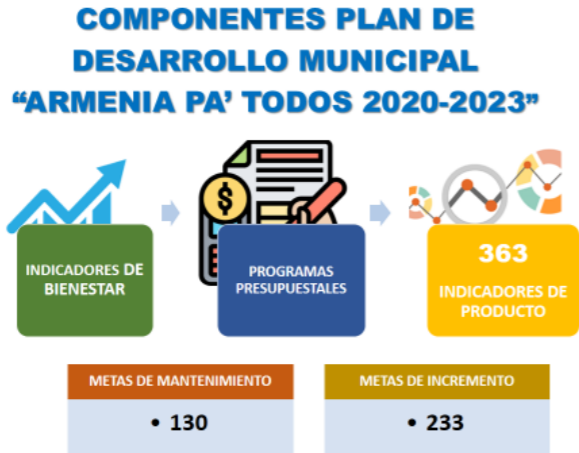 COMPONENTES PLAN DE
DESARROLLO MUNICIPAL
“ARMENIA PA’ TODOS 2020-2023”
$
INDICADORES DE
BIENESTAR
PROGRAMAS
PRESUPUESTALES
363
INDICADORES DE
PRODUCTO
METAS DE MANTENIMIENTO
• 130
METAS DE INCREMENTO
• 233